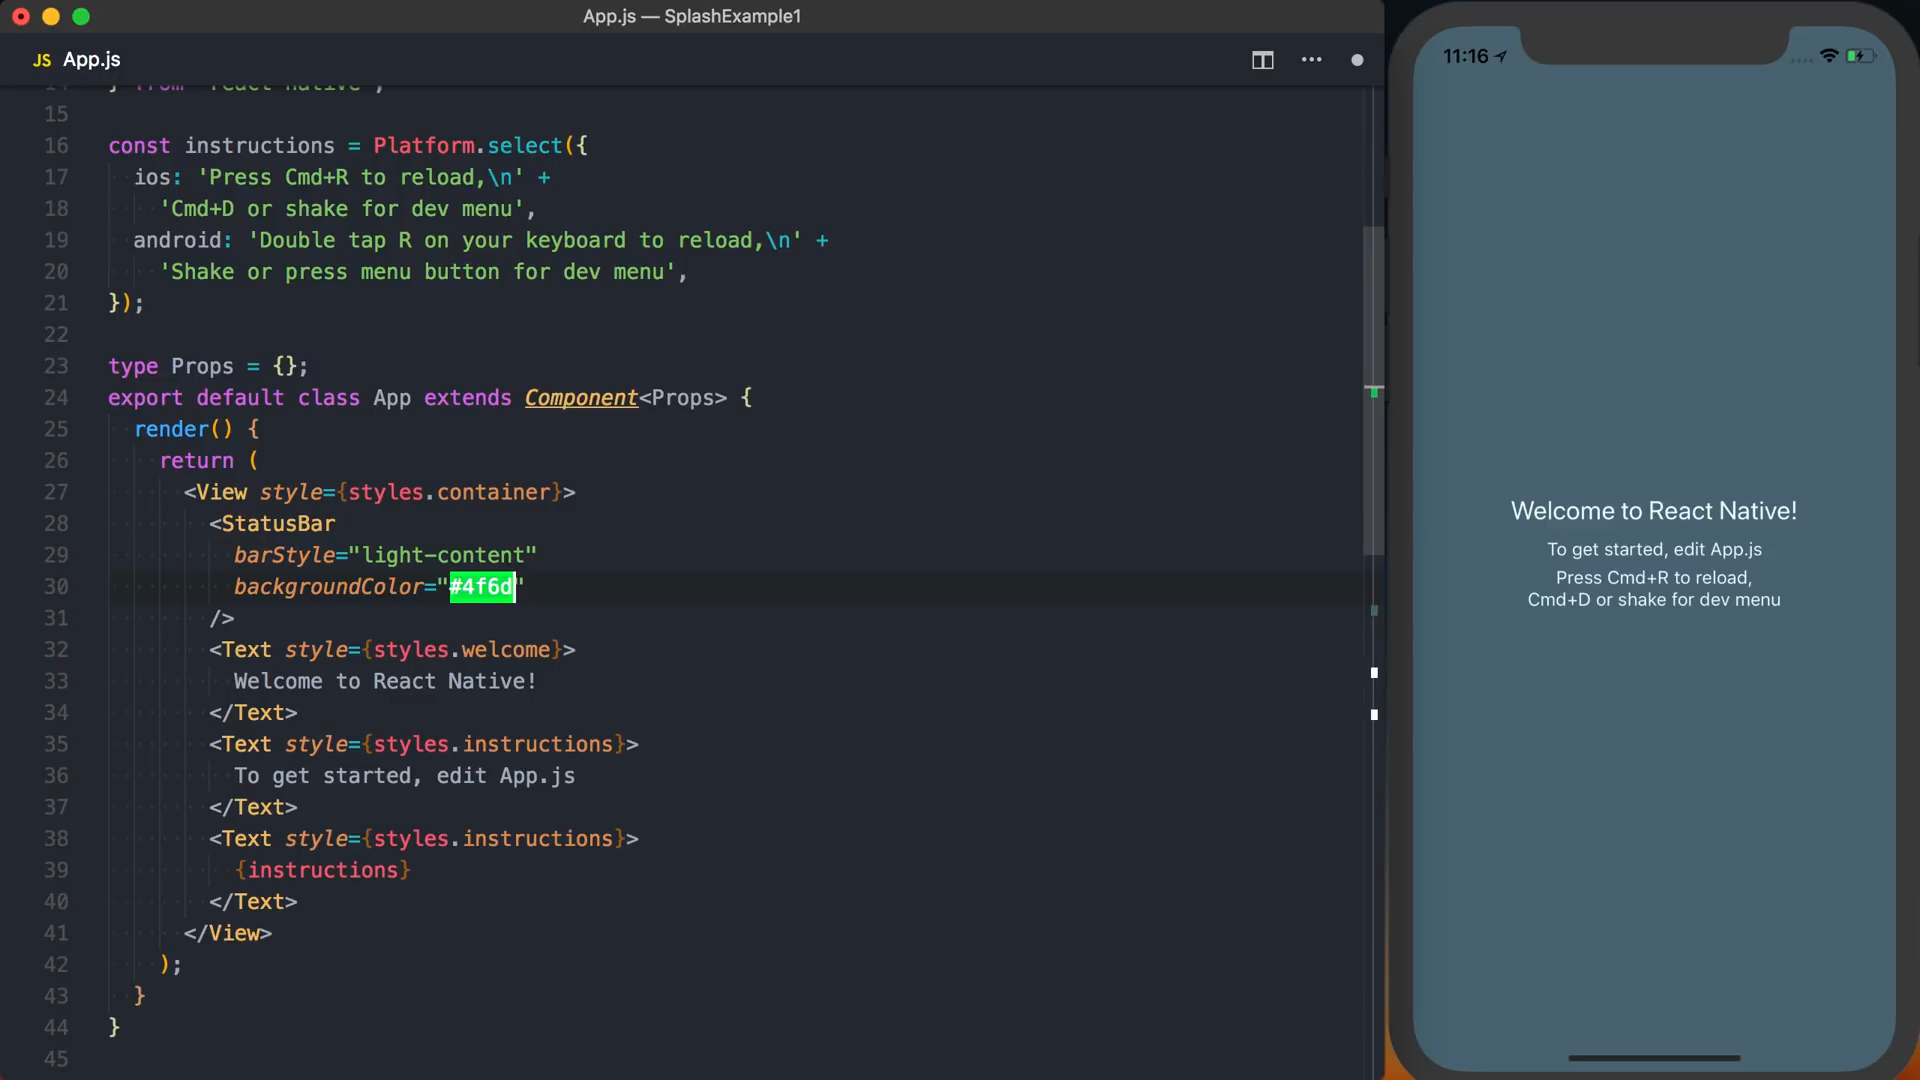 App.js — SplashExample1
JS App.js
14 } from 'react-native';
15
16 const instructions = Platform.select({
17 ios: 'Press Cmd+R to reload,\n' +
18 'Cmd+D or shake for dev menu',
19 android: 'Double tap R on your keyboard to reload,\n' +
20 'Shake or press menu button for dev menu',
21 });
22
23 type Props = {};
24 export default class App extends Component<Props> {
25 render() {
26 return (
27 <View style={styles.container}>
28 <StatusBar
29 barStyle="light-content"
30 backgroundColor="#4f6d"
31 />
32 <Text style={styles.welcome}>
33 Welcome to React Native!
34 </Text>
35 <Text style={styles.instructions}>
36 To get started, edit App.js
37 </Text>
38 <Text style={styles.instructions}>
39 {instructions}
40 </Text>
41 </View>
42 );
43 }
44 }
45
11:16
Welcome to React Native!
To get started, edit App.js
Press Cmd+R to reload,
Cmd+D or shake for dev menu